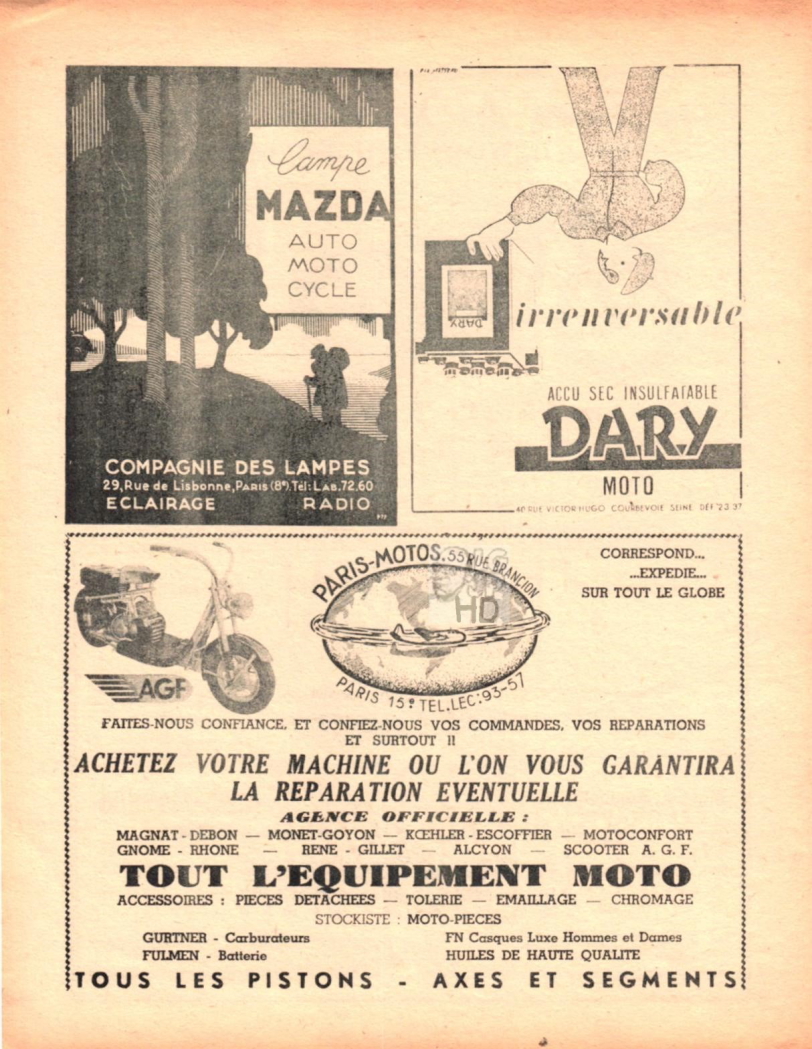 lampe
MAZDA
AUTO
MOTO
CYCLE
COMPAGNIE DES LAMPES
29, Rue de Lisbonne, PARIS (8e). Tél: LAB. 72.60
ECLAIRAGE RADIO
DARY
irrenversable
ACCU SEC INSULFATABLE
DARY
MOTO
40 RUE VICTOR HUGO COURBEVOIE SEINE DEF 23 37
PARIS-MOTOS. 55 RUE BRANCION
HD
PARIS 15e TEL. LEC: 93-57
AGF
CORRESPOND...
...EXPEDIE...
SUR TOUT LE GLOBE
FAITES-NOUS CONFIANCE, ET CONFIEZ-NOUS VOS COMMANDES, VOS REPARATIONS
ET SURTOUT !!
ACHETEZ VOTRE MACHINE OU L'ON VOUS GARANTIRA
LA REPARATION EVENTUELLE
AGENCE OFFICIELLE :
MAGNAT-DEBON — MONET-GOYON — KŒHLER-ESCOFFIER — MOTOCONFORT
GNOME - RHONE — RENE - GILLET — ALCYON — SCOOTER A. G. F.
TOUT L'EQUIPEMENT MOTO
ACCESSOIRES : PIECES DETACHEES — TOLERIE — EMAILLAGE — CHROMAGE
STOCKISTE : MOTO-PIECES
GURTNER - Carburateurs
FULMEN - Batterie
FN Casques Luxe Hommes et Dames
HUILES DE HAUTE QUALITE
TOUS LES PISTONS - AXES ET SEGMENTS